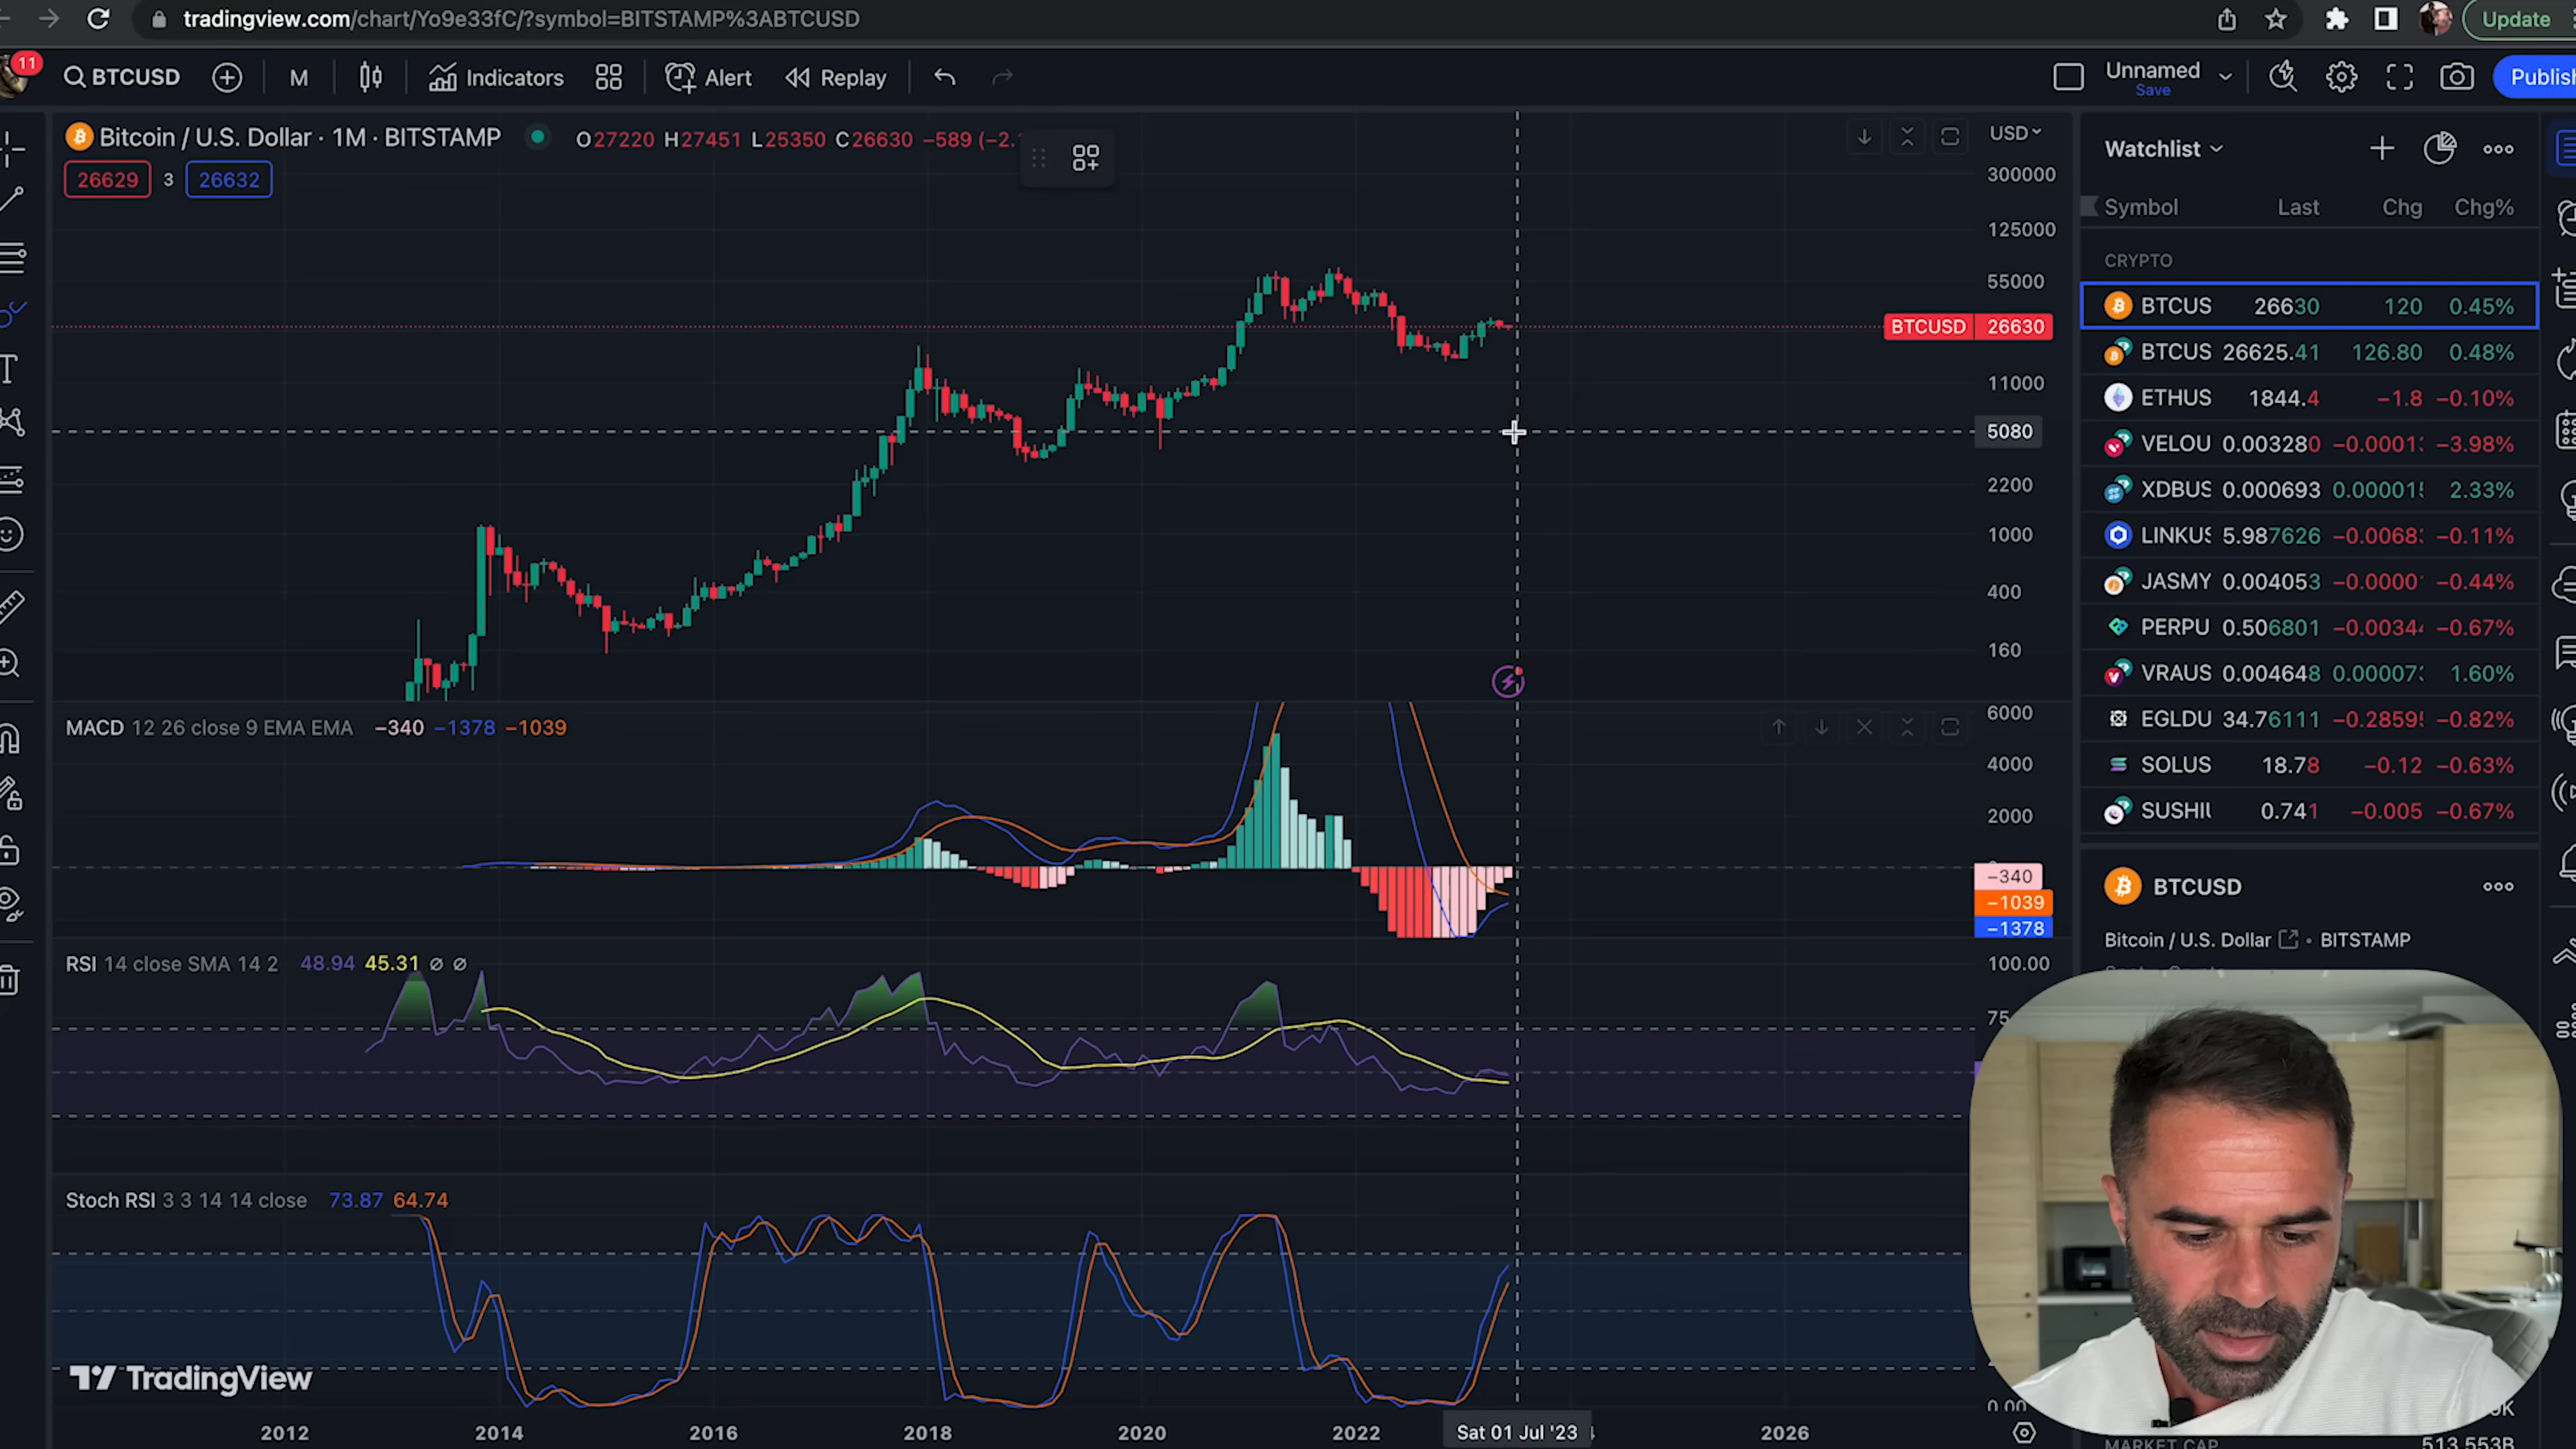 tradingview.com/chart/Yo9e33fC/?symbol=BITSTAMP%3ABTCUSD
Update
11
BTCUSD M Indicators Alert Replay
Unnamed
Save
Publish
Bitcoin / U.S. Dollar · 1M · BITSTAMP O27220 H27451 L25350 C26630 −589
26629 3 26632
USD
300000
125000
55000
BTCUSD 26630
11000
5080
2200
1000
400
160
MACD 12 26 close 9 EMA EMA −340 −1378 −1039
6000
4000
2000
−340
−1039
−1378
RSI 14 close SMA 14 2 48.94 45.31 ∅ ∅
100.00
Stoch RSI 3 3 14 14 close 73.87 64.74
TradingView
2012 2014 2016 2018 2020 2022 Sat 01 Jul '23 2026
Watchlist
Symbol Last Chg Chg%
CRYPTO
BTCUS 26630 120 0.45%
BTCUS 26625.41 126.80 0.48%
ETHUS 1844.4 −1.8 −0.10%
VELOU 0.003280 −3.98%
XDBUS 0.000693 2.33%
LINKUS 5.987626 −0.11%
JASMY 0.004053 −0.44%
PERPU 0.506801 −0.67%
VRAUS 0.004648 1.60%
EGLDU 34.76111 −0.82%
SOLUS 18.78 −0.12 −0.63%
SUSHIU 0.741 −0.005 −0.67%
BTCUSD
Bitcoin / U.S. Dollar · BITSTAMP